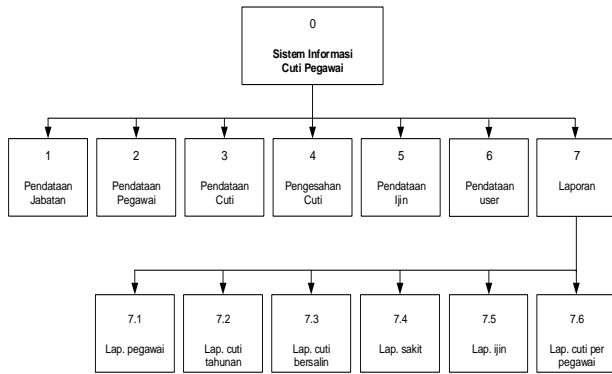 0
Sistem Informasi
Cuti Pegawai
1
Pendataan
Jabatan
2
Pendataan
Pegawai
3
Pendataan
Cuti
4
Pengesahan
Cuti
5
Pendataan
Ijin
6
Pendataan
user
7
Laporan
7.1
Lap. pegawai
7.2
Lap. cuti
tahunan
7.3
Lap. cuti
bersalin
7.4
Lap. sakit
7.5
Lap. ijin
7.6
Lap. cuti per
pegawai